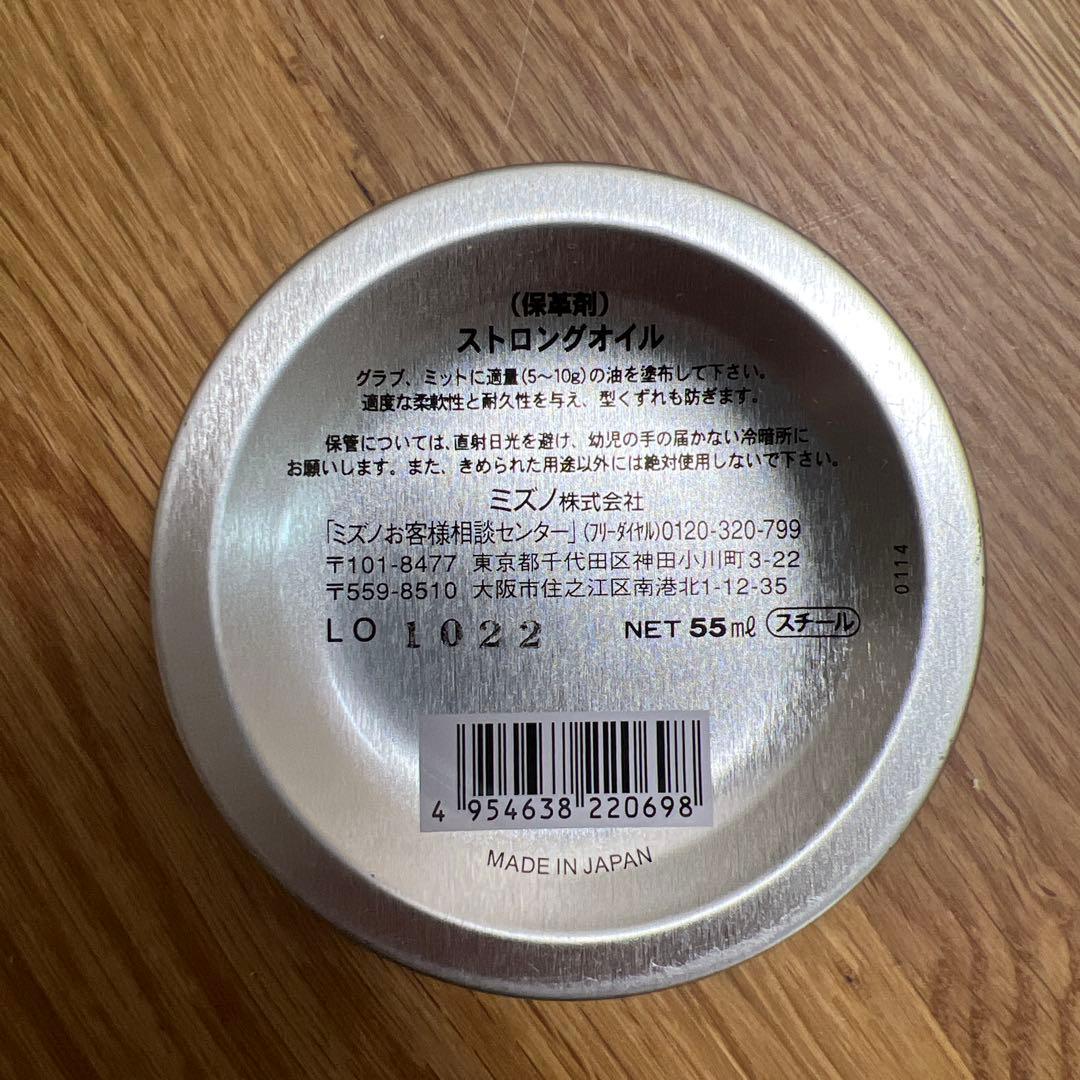 (保革剤)
ストロングオイル
グラブ、ミットに適量(5〜10g)の油を塗布して下さい。
適度な柔軟性と耐久性を与え、型くずれも防ぎます。
保管については、直射日光を避け、幼児の手の届かない冷暗所に
お願いします。また、きめられた用途以外には絶対使用しないで下さい。
ミズノ株式会社
「ミズノお客様相談センター」(フリーダイヤル)0120-320-799
〒101-8477 東京都千代田区神田小川町3-22
〒559-8510 大阪市住之江区南港北1-12-35
LO 1022 NET 55ml スチール
0114
4 954638 220698
MADE IN JAPAN